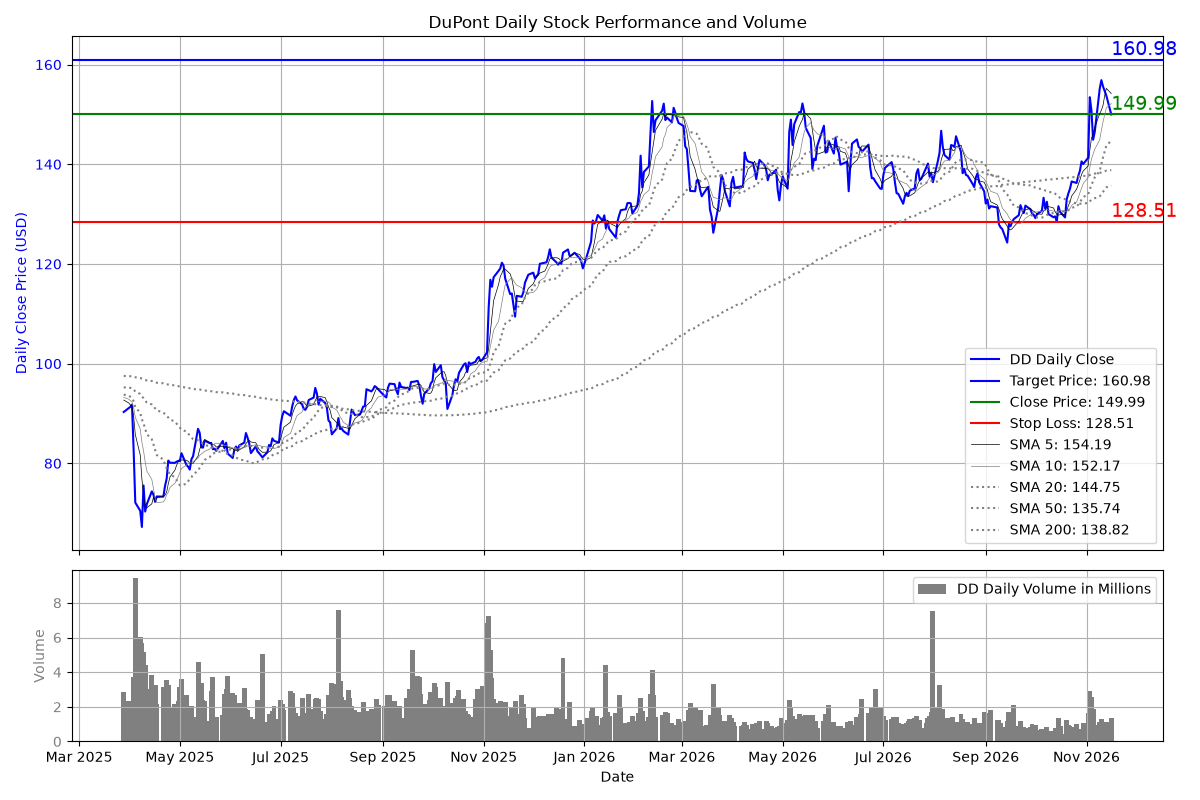 DuPont Daily Stock Performance and Volume
160.98
160
149.99
140
128.51
120
100
80
Daily Close Price (USD)
DD Daily Close
Target Price: 160.98
Close Price: 149.99
Stop Loss: 128.51
SMA 5: 154.19
SMA 10: 152.17
SMA 20: 144.75
SMA 50: 135.74
SMA 200: 138.82
DD Daily Volume in Millions
8
6
4
2
0
Volume
Mar 2025 May 2025 Jul 2025 Sep 2025 Nov 2025 Jan 2026 Mar 2026 May 2026 Jul 2026 Sep 2026 Nov 2026
Date